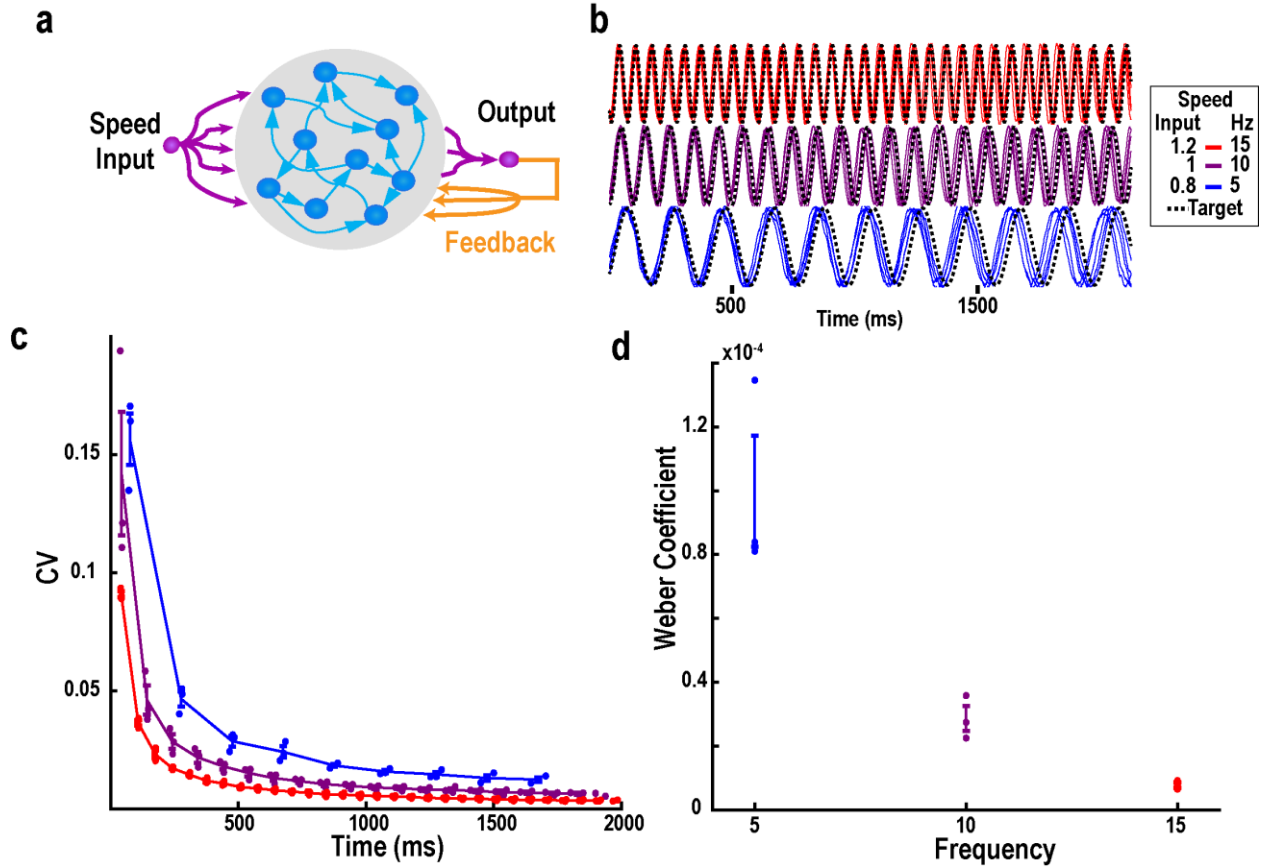 a
Speed
Input
Output
Feedback
b
500
1500
Time (ms)
Speed
Input Hz
1.2 15
1 10
0.8 5
Target
c
CV
0.15
0.1
0.05
500
1000
1500
2000
Time (ms)
d
x10-4
Weber Coefficient
1.2
0.8
0.4
0
5
10
15
Frequency